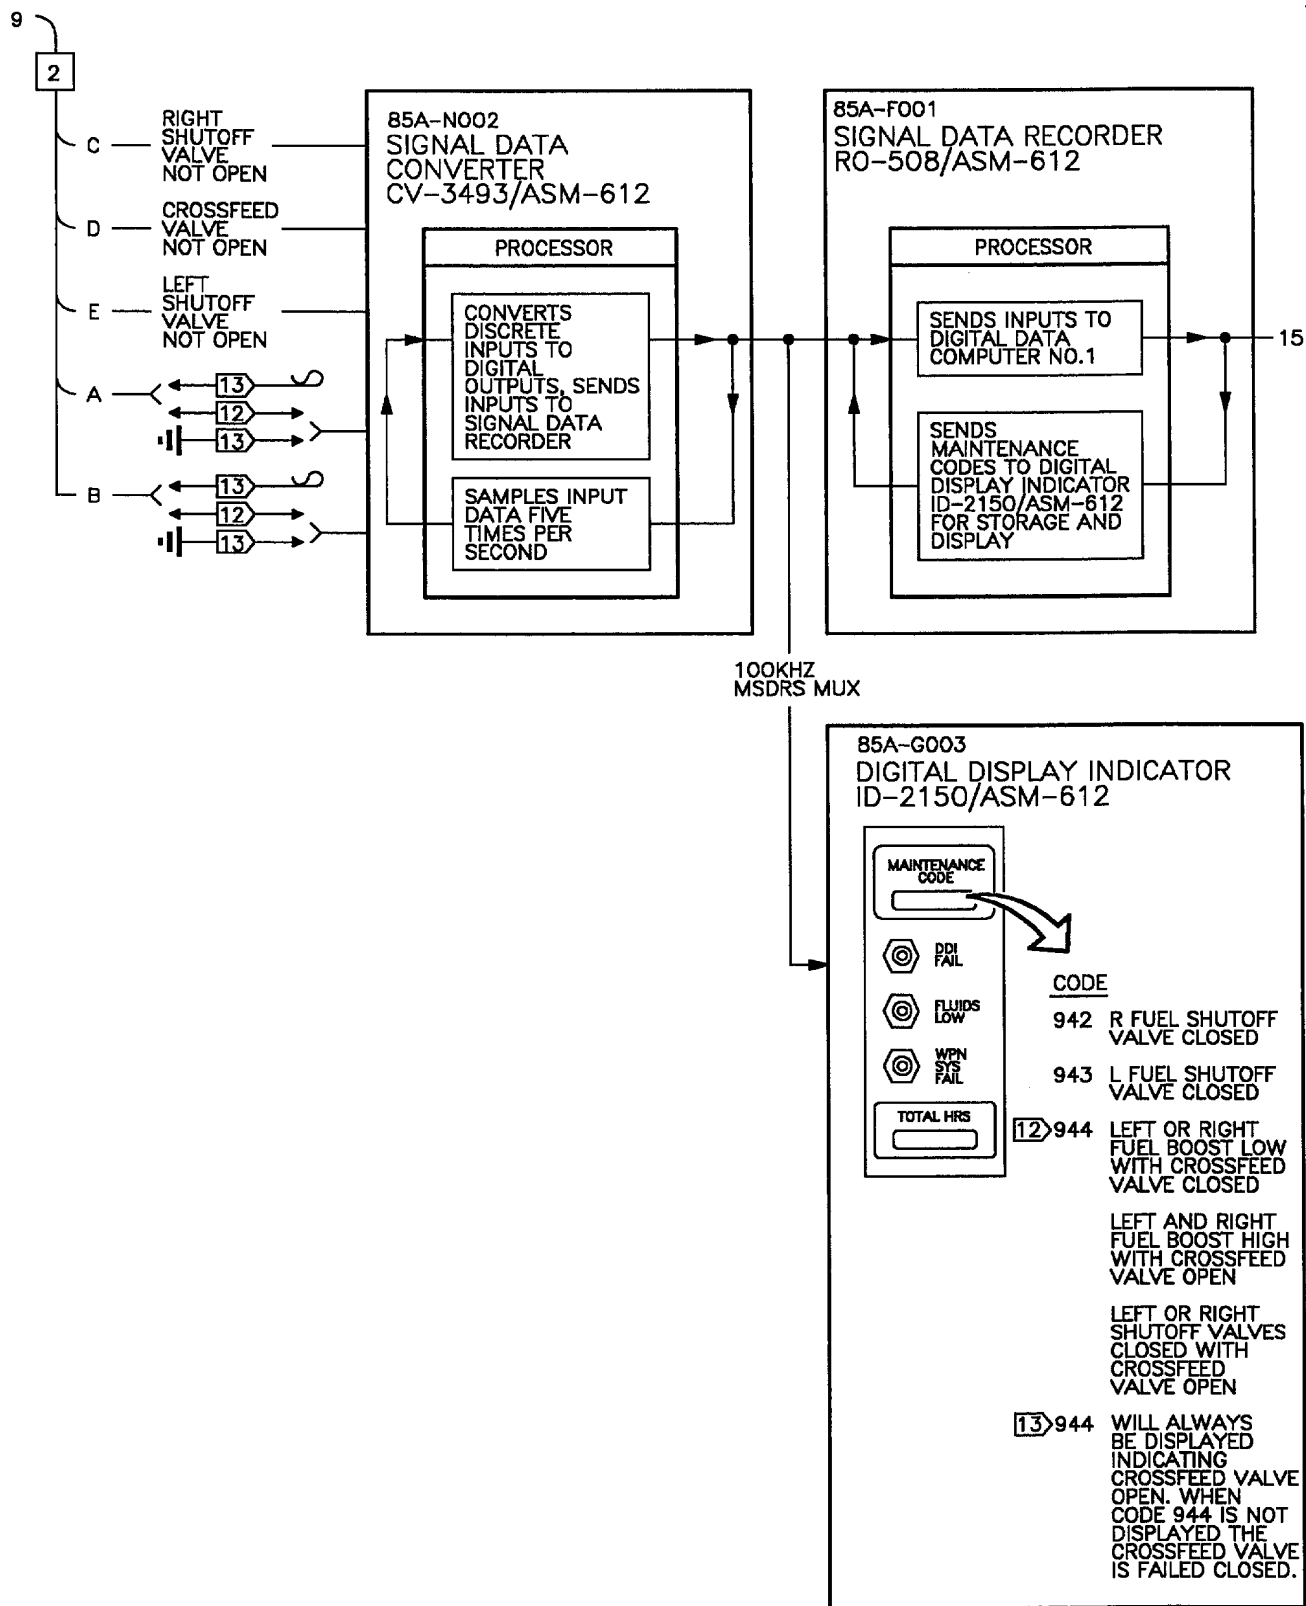 9
2
C
RIGHT
SHUTOFF
VALVE
NOT OPEN
D
CROSSFEED
VALVE
NOT OPEN
E
LEFT
SHUTOFF
VALVE
NOT OPEN
A
13
12
13
B
13
12
13
85A-N002
SIGNAL DATA
CONVERTER
CV-3493/ASM-612
PROCESSOR
CONVERTS
DISCRETE
INPUTS TO
DIGITAL
OUTPUTS, SENDS
INPUTS TO
SIGNAL DATA
RECORDER
SAMPLES INPUT
DATA FIVE
TIMES PER
SECOND
85A-F001
SIGNAL DATA RECORDER
RO-508/ASM-612
PROCESSOR
SENDS INPUTS TO
DIGITAL DATA
COMPUTER NO.1
SENDS
MAINTENANCE
CODES TO DIGITAL
DISPLAY INDICATOR
ID-2150/ASM-612
FOR STORAGE AND
DISPLAY
15
100KHZ
MSDRS MUX
85A-G003
DIGITAL DISPLAY INDICATOR
ID-2150/ASM-612
MAINTENANCE
CODE
DDI
FAIL
FLUIDS
LOW
WPN
SYS
FAIL
TOTAL HRS
CODE
942 R FUEL SHUTOFF
VALVE CLOSED
943 L FUEL SHUTOFF
VALVE CLOSED
12 944 LEFT OR RIGHT
FUEL BOOST LOW
WITH CROSSFEED
VALVE CLOSED
LEFT AND RIGHT
FUEL BOOST HIGH
WITH CROSSFEED
VALVE OPEN
LEFT OR RIGHT
SHUTOFF VALVES
CLOSED WITH
CROSSFEED
VALVE OPEN
13 944 WILL ALWAYS
BE DISPLAYED
INDICATING
CROSSFEED VALVE
OPEN. WHEN
CODE 944 IS NOT
DISPLAYED THE
CROSSFEED VALVE
IS FAILED CLOSED.